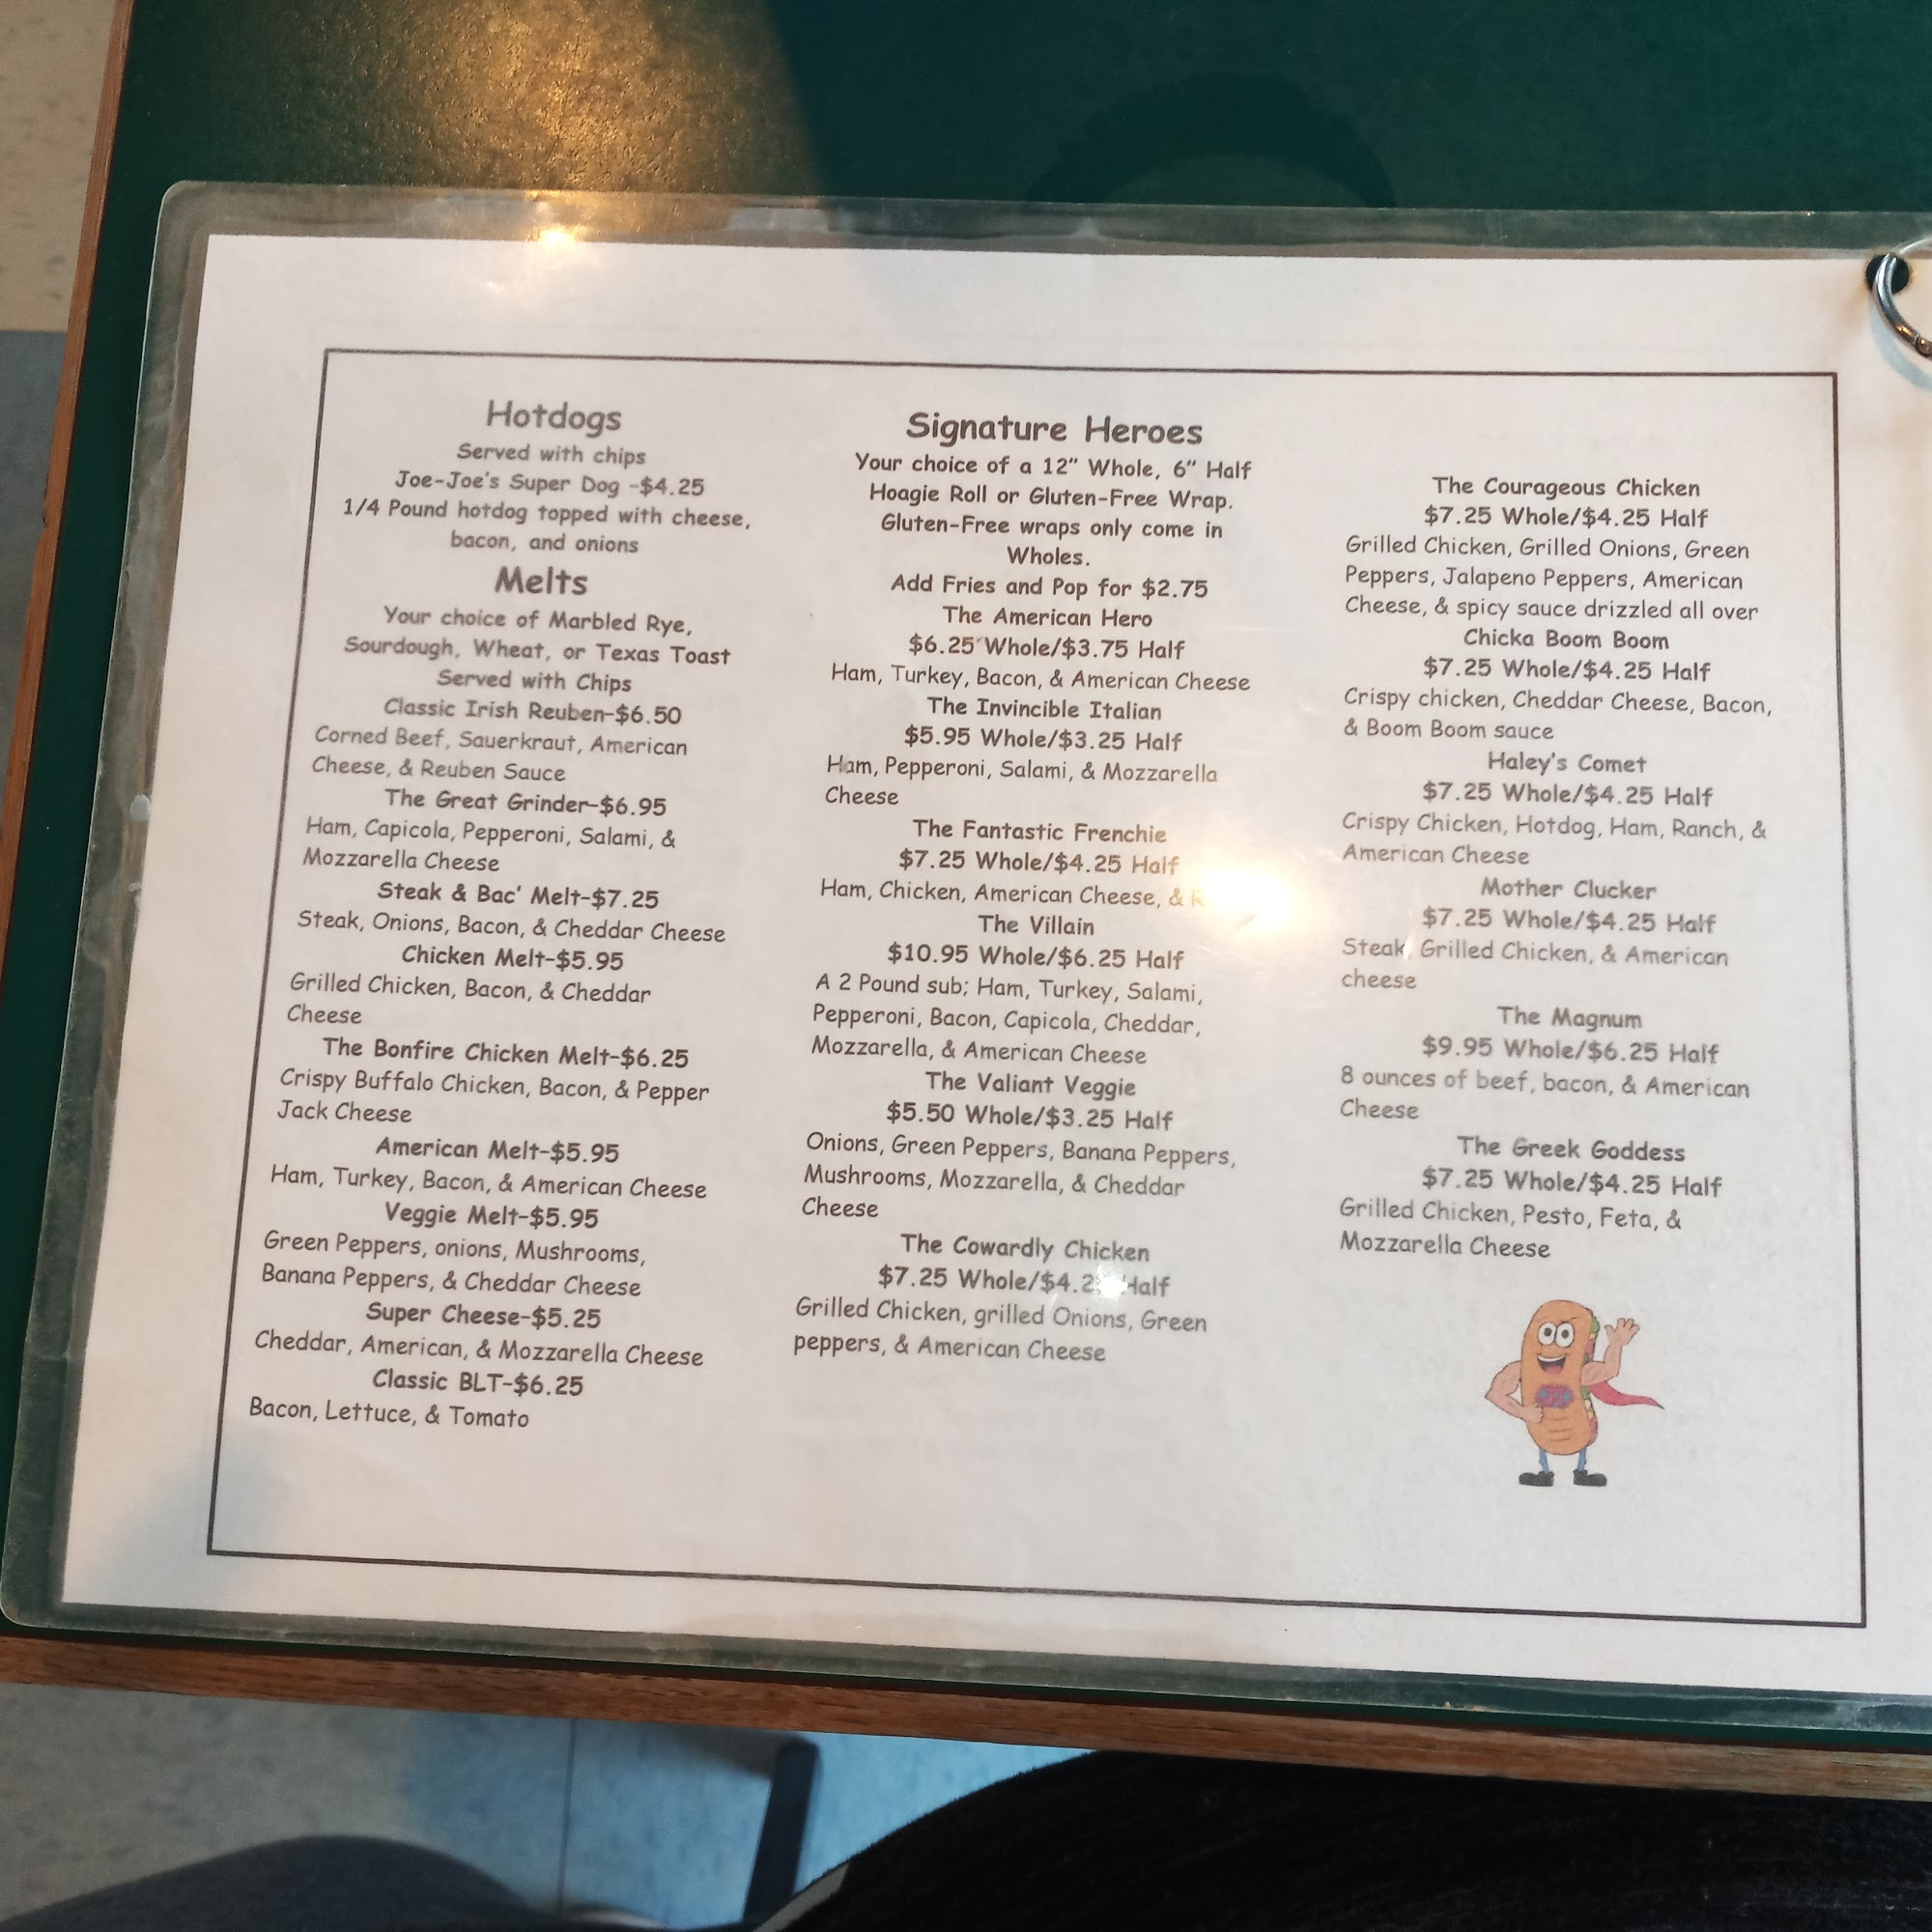 Hotdogs
Served with chips
Joe-Joe's Super Dog -$4.25
1/4 Pound hotdog topped with cheese,
bacon, and onions
Melts
Your choice of Marbled Rye,
Sourdough, Wheat, or Texas Toast
Served with Chips
Classic Irish Reuben-$6.50
Corned Beef, Sauerkraut, American
Cheese, & Reuben Sauce
The Great Grinder-$6.95
Ham, Capicola, Pepperoni, Salami, &
Mozzarella Cheese
Steak & Bac' Melt-$7.25
Steak, Onions, Bacon, & Cheddar Cheese
Chicken Melt-$5.95
Grilled Chicken, Bacon, & Cheddar
Cheese
The Bonfire Chicken Melt-$6.25
Crispy Buffalo Chicken, Bacon, & Pepper
Jack Cheese
American Melt-$5.95
Ham, Turkey, Bacon, & American Cheese
Veggie Melt-$5.95
Green Peppers, onions, Mushrooms,
Banana Peppers, & Cheddar Cheese
Super Cheese-$5.25
Cheddar, American, & Mozzarella Cheese
Classic BLT-$6.25
Bacon, Lettuce, & Tomato
Signature Heroes
Your choice of a 12" Whole, 6" Half
Hoagie Roll or Gluten-Free Wrap.
Gluten-Free wraps only come in
Wholes.
Add Fries and Pop for $2.75
The American Hero
$6.25 Whole/$3.75 Half
Ham, Turkey, Bacon, & American Cheese
The Invincible Italian
$5.95 Whole/$3.25 Half
Ham, Pepperoni, Salami, & Mozzarella
Cheese
The Fantastic Frenchie
$7.25 Whole/$4.25 Half
Ham, Chicken, American Cheese, &
The Villain
$10.95 Whole/$6.25 Half
A 2 Pound sub; Ham, Turkey, Salami,
Pepperoni, Bacon, Capicola, Cheddar,
Mozzarella, & American Cheese
The Valiant Veggie
$5.50 Whole/$3.25 Half
Onions, Green Peppers, Banana Peppers,
Mushrooms, Mozzarella, & Cheddar
Cheese
The Cowardly Chicken
$7.25 Whole/ Half
Grilled Chicken, grilled Onions, Green
peppers, & American Cheese
The Courageous Chicken
$7.25 Whole/$4.25 Half
Grilled Chicken, Grilled Onions, Green
Peppers, Jalapeno Peppers, American
Cheese, & spicy sauce drizzled all over
Chicka Boom Boom
$7.25 Whole/$4.25 Half
Crispy chicken, Cheddar Cheese, Bacon,
& Boom Boom sauce
Haley's Comet
$7.25 Whole/$4.25 Half
Crispy Chicken, Hotdog, Ham, Ranch, &
American Cheese
Mother Clucker
$7.25 Whole/$4.25 Half
Steak, Grilled Chicken, & American
cheese
The Magnum
$9.95 Whole/$6.25 Half
8 ounces of beef, bacon, & American
Cheese
The Greek Goddess
$7.25 Whole/$4.25 Half
Grilled Chicken, Pesto, Feta, &
Mozzarella Cheese